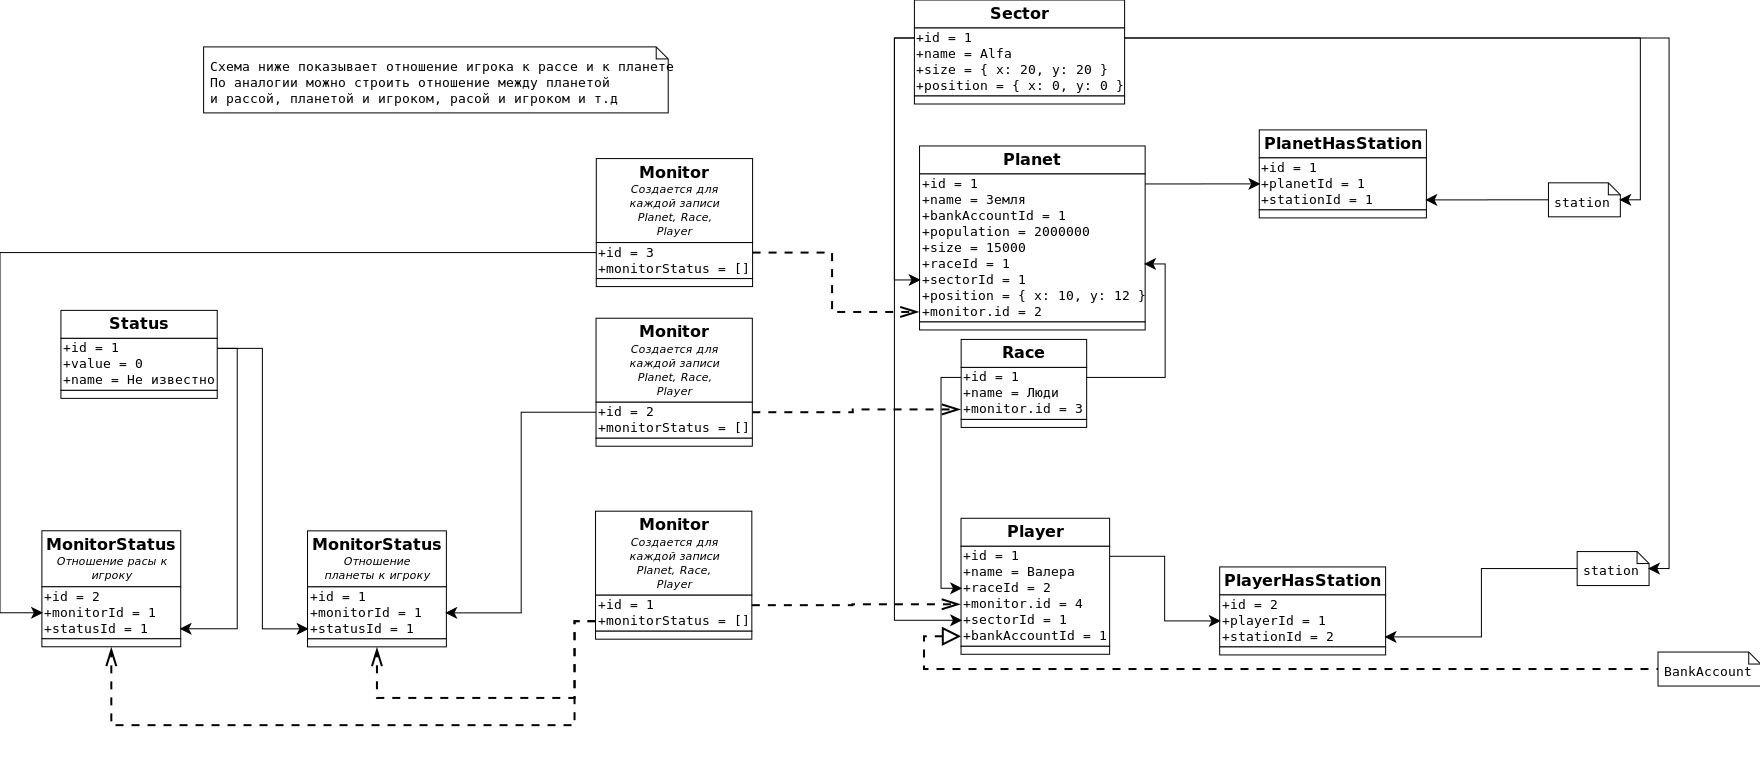 Sector
+id = 1
+name = Alfa
+size = { x: 20, y: 20 }
+position = { x: 0, y: 0 }
Схема ниже показывает отношение игрока к рассе и к планете
По аналогии можно строить отношение между планетой
и рассой, планетой и игроком, расой и игроком и т.д
PlanetHasStation
+id = 1
+planetId = 1
+stationId = 1
station
Planet
+id = 1
+name = Земля
+bankAccountId = 1
+population = 2000000
+size = 15000
+raceId = 1
+sectorId = 1
+position = { x: 10, y: 12 }
+monitor.id = 2
Monitor
Создается для
каждой записи
Planet, Race,
Player
+id = 3
+monitorStatus = []
Status
+id = 1
+value = 0
+name = Не известно
Monitor
Создается для
каждой записи
Planet, Race,
Player
+id = 2
+monitorStatus = []
Race
+id = 1
+name = Люди
+monitor.id = 3
MonitorStatus
Отношение расы к
игроку
+id = 2
+monitorId = 1
+statusId = 1
MonitorStatus
Отношение
планеты к игроку
+id = 1
+monitorId = 1
+statusId = 1
Monitor
Создается для
каждой записи
Planet, Race,
Player
+id = 1
+monitorStatus = []
Player
+id = 1
+name = Валера
+raceId = 2
+monitor.id = 4
+sectorId = 1
+bankAccountId = 1
PlayerHasStation
+id = 2
+playerId = 1
+stationId = 2
station
BankAccount